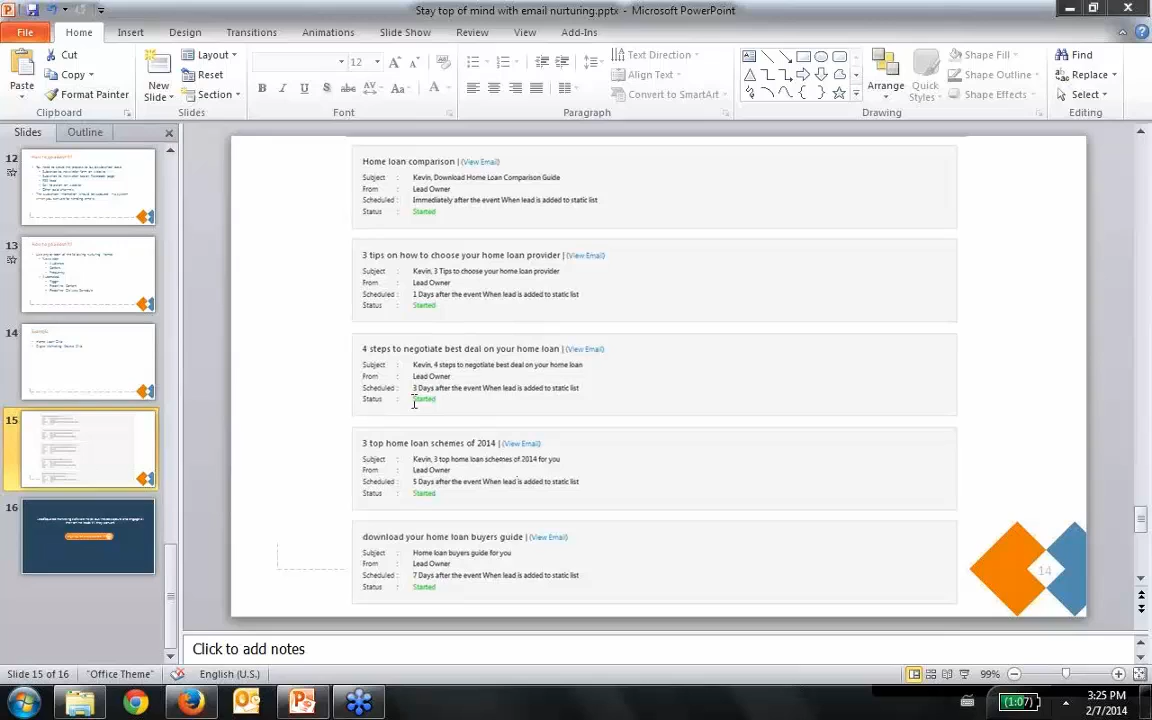 Stay top of mind with email nurturing.pptx - Microsoft PowerPoint
File Home Insert Design Transitions Animations Slide Show Review View Add-Ins
Paste Cut Copy Format Painter Clipboard
New Slide Layout Reset Section Slides
12 Font
Text Direction Align Text Convert to SmartArt Paragraph
Arrange Quick Styles Shape Fill Shape Outline Shape Effects Drawing
Find Replace Select Editing
Slides Outline
12
13
14
15
16
Home loan comparison | (View Email)
Subject : Kevin, Download Home Loan Comparison Guide
From : Lead Owner
Scheduled : Immediately after the event When lead is added to static list
Status : Started
3 tips on how to choose your home loan provider | (View Email)
Subject : Kevin, 3 Tips to choose your home loan provider
From : Lead Owner
Scheduled : 1 Days after the event When lead is added to static list
Status : Started
4 steps to negotiate best deal on your home loan | (View Email)
Subject : Kevin, 4 steps to negotiate best deal on your home loan
From : Lead Owner
Scheduled : 3 Days after the event When lead is added to static list
Status : Started
3 top home loan schemes of 2014 | (View Email)
Subject : Kevin, 3 top home loan schemes of 2014 for you
From : Lead Owner
Scheduled : 5 Days after the event When lead is added to static list
Status : Started
download your home loan buyers guide | (View Email)
Subject : Home loan buyers guide for you
From : Lead Owner
Scheduled : 7 Days after the event When lead is added to static list
Status : Started
14
Click to add notes
Slide 15 of 16 "Office Theme" English (U.S.) 99%
(1:07) 3:25 PM
2/7/2014